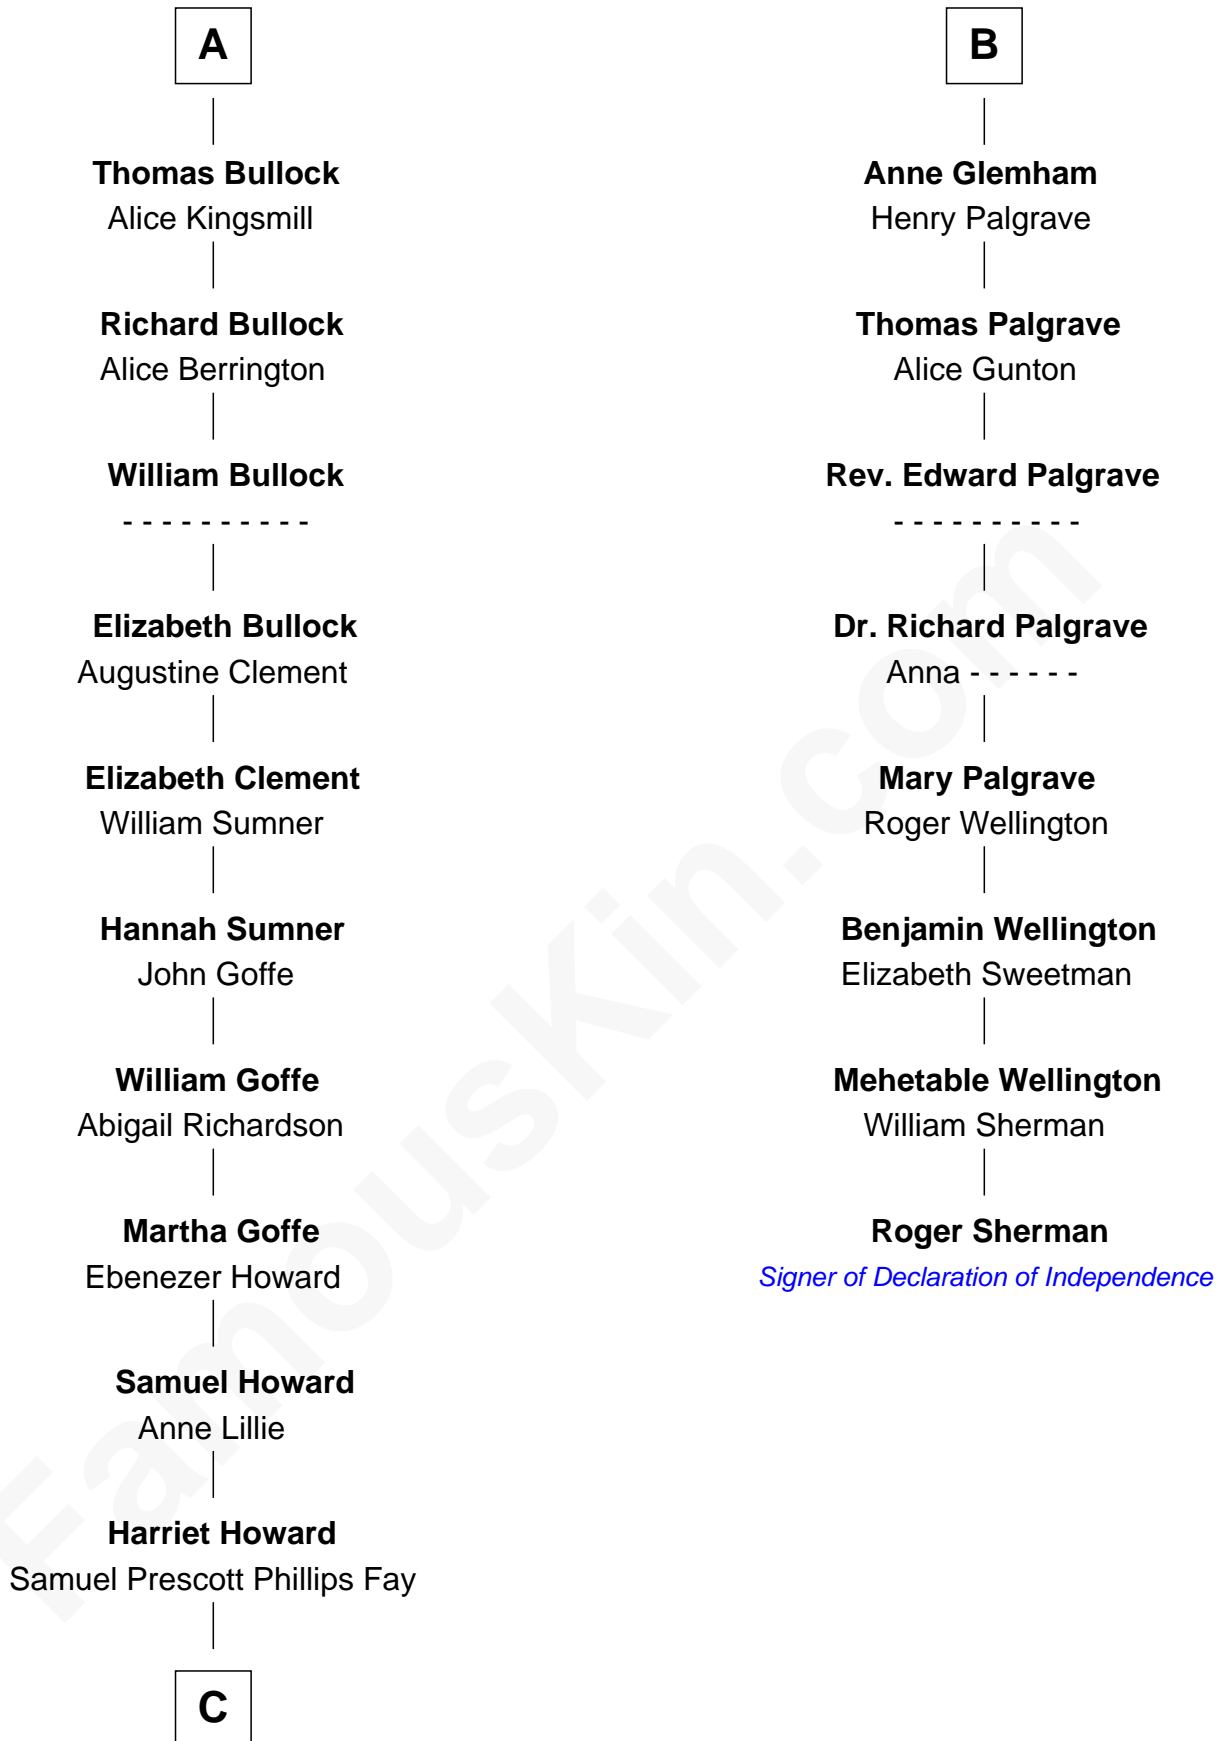 A
Thomas Bullock
Alice Kingsmill
Richard Bullock
Alice Berrington
William Bullock
- - - - - - - - - -
Elizabeth Bullock
Augustine Clement
Elizabeth Clement
William Sumner
Hannah Sumner
John Goffe
William Goffe
Abigail Richardson
Martha Goffe
Ebenezer Howard
Samuel Howard
Anne Lillie
Harriet Howard
Samuel Prescott Phillips Fay
C
B
Anne Glemham
Henry Palgrave
Thomas Palgrave
Alice Gunton
Rev. Edward Palgrave
- - - - - - - - - -
Dr. Richard Palgrave
Anna - - - - - -
Mary Palgrave
Roger Wellington
Benjamin Wellington
Elizabeth Sweetman
Mehetable Wellington
William Sherman
Roger Sherman
Signer of Declaration of Independence
FamousKin.com